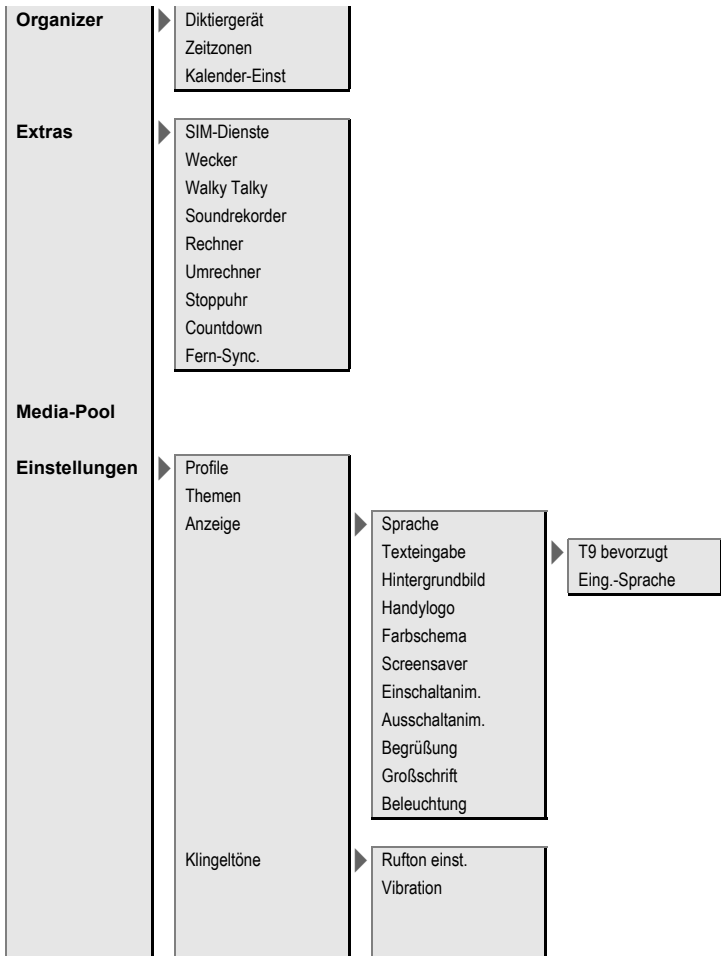 Organizer
Diktiergerät
Zeitzonen
Kalender-Einst
Extras
SIM-Dienste
Wecker
Walky Talky
Soundrekorder
Rechner
Umrechner
Stoppuhr
Countdown
Fern-Sync.
Media-Pool
Einstellungen
Profile
Themen
Anzeige
Sprache
Texteingabe
T9 bevorzugt
Eing.-Sprache
Hintergrundbild
Handylogo
Farbschema
Screensaver
Einschaltanim.
Ausschaltanim.
Begrüßung
Großschrift
Beleuchtung
Klingeltöne
Rufton einst.
Vibration